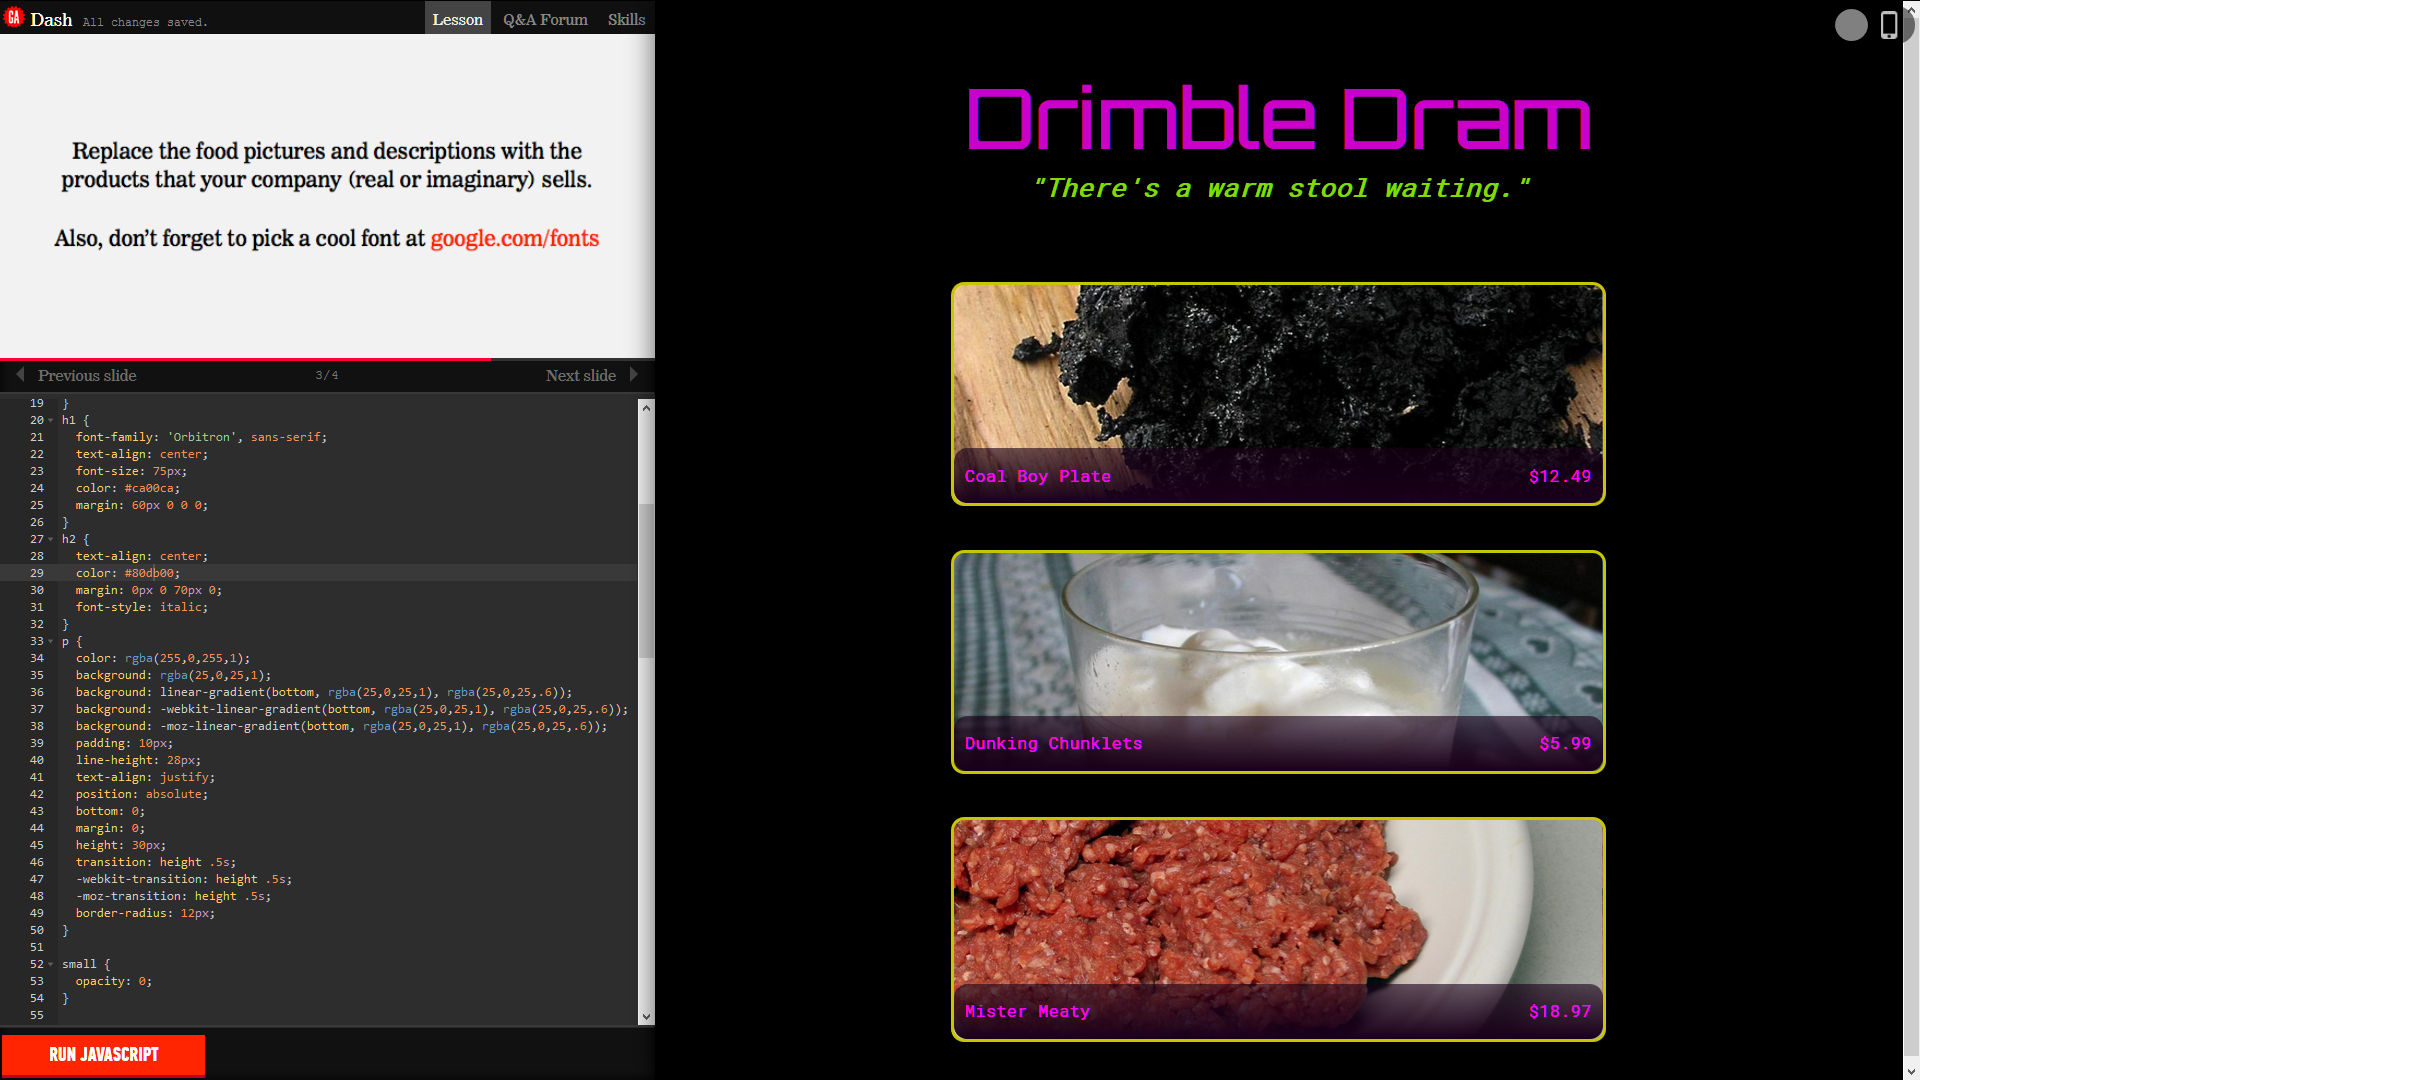 GA Dash All changes saved. Lesson Q&A Forum Skills
Replace the food pictures and descriptions with the
products that your company (real or imaginary) sells.
Also, don't forget to pick a cool font at google.com/fonts
Previous slide 3/4 Next slide
19 }
20 h1 {
21 font-family: 'Orbitron', sans-serif;
22 text-align: center;
23 font-size: 75px;
24 color: #ca00ca;
25 margin: 60px 0 0 0;
26 }
27 h2 {
28 text-align: center;
29 color: #80db00;
30 margin: 0px 0 70px 0;
31 font-style: italic;
32 }
33 p {
34 color: rgba(255,0,255,1);
35 background: rgba(25,0,25,1);
36 background: linear-gradient(bottom, rgba(25,0,25,1), rgba(25,0,25,.6));
37 background: -webkit-linear-gradient(bottom, rgba(25,0,25,1), rgba(25,0,25,.6));
38 background: -moz-linear-gradient(bottom, rgba(25,0,25,1), rgba(25,0,25,.6));
39 padding: 10px;
40 line-height: 28px;
41 text-align: justify;
42 position: absolute;
43 bottom: 0;
44 margin: 0;
45 height: 30px;
46 transition: height .5s;
47 -webkit-transition: height .5s;
48 -moz-transition: height .5s;
49 border-radius: 12px;
50 }
51
52 small {
53 opacity: 0;
54 }
55
RUN JAVASCRIPT
Drimble Dram
"There's a warm stool waiting."
Coal Boy Plate $12.49
Dunking Chunklets $5.99
Mister Meaty $18.97